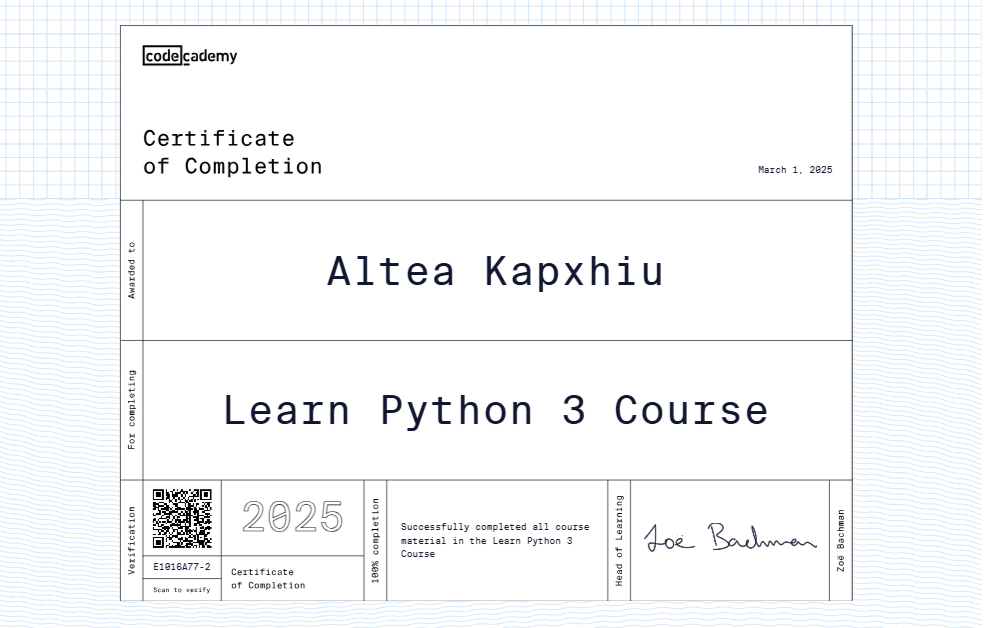 codecademy
Certificate
of Completion
March 1, 2025
Awarded to
Altea Kapxhiu
For completing
Learn Python 3 Course
Verification
E1016A77-2
Scan to verify
2025
Certificate
of Completion
100% completion
Successfully completed all course
material in the Learn Python 3
Course
Head of Learning
Zoë Bachman
Zoë Bachman